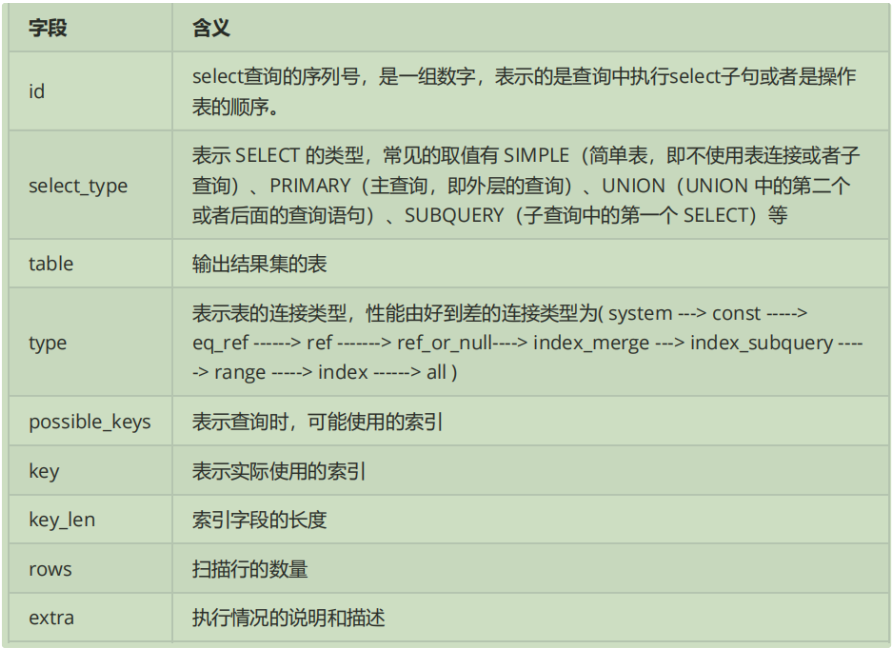 字段 含义
id
select查询的序列号，是一组数字，表示的是查询中执行select子句或者是操作
表的顺序。
select_type
表示 SELECT 的类型，常见的取值有 SIMPLE（简单表，即不使用表连接或者子
查询）、PRIMARY（主查询，即外层的查询）、UNION（UNION 中的第二个
或者后面的查询语句）、SUBQUERY（子查询中的第一个 SELECT）等
table 输出结果集的表
type
表示表的连接类型，性能由好到差的连接类型为( system ---> const ----->
eq_ref ------> ref -------> ref_or_null----> index_merge ---> index_subquery ----
-> range -----> index ------> all )
possible_keys 表示查询时，可能使用的索引
key 表示实际使用的索引
key_len 索引字段的长度
rows 扫描行的数量
extra 执行情况的说明和描述